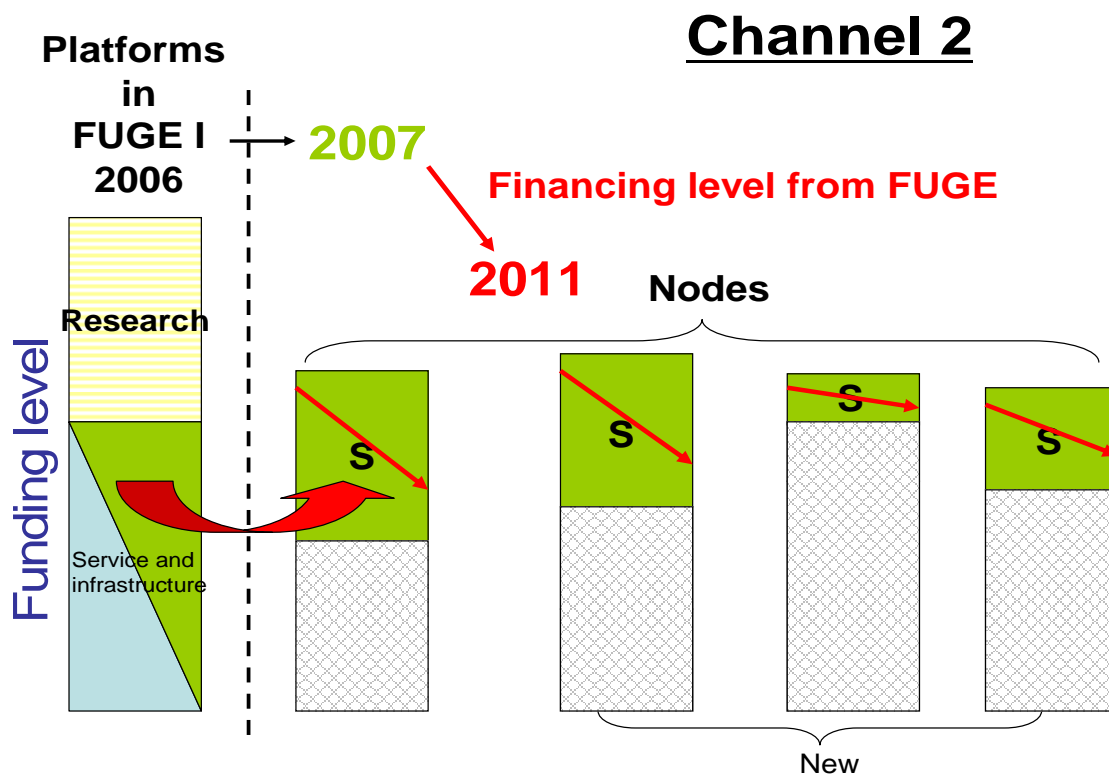 Channel 2
Platforms
in
FUGE I
2006
2007
Financing level from FUGE
2011
Nodes
Research
Funding level
S
S
S
S
Service and
infrastructure
New